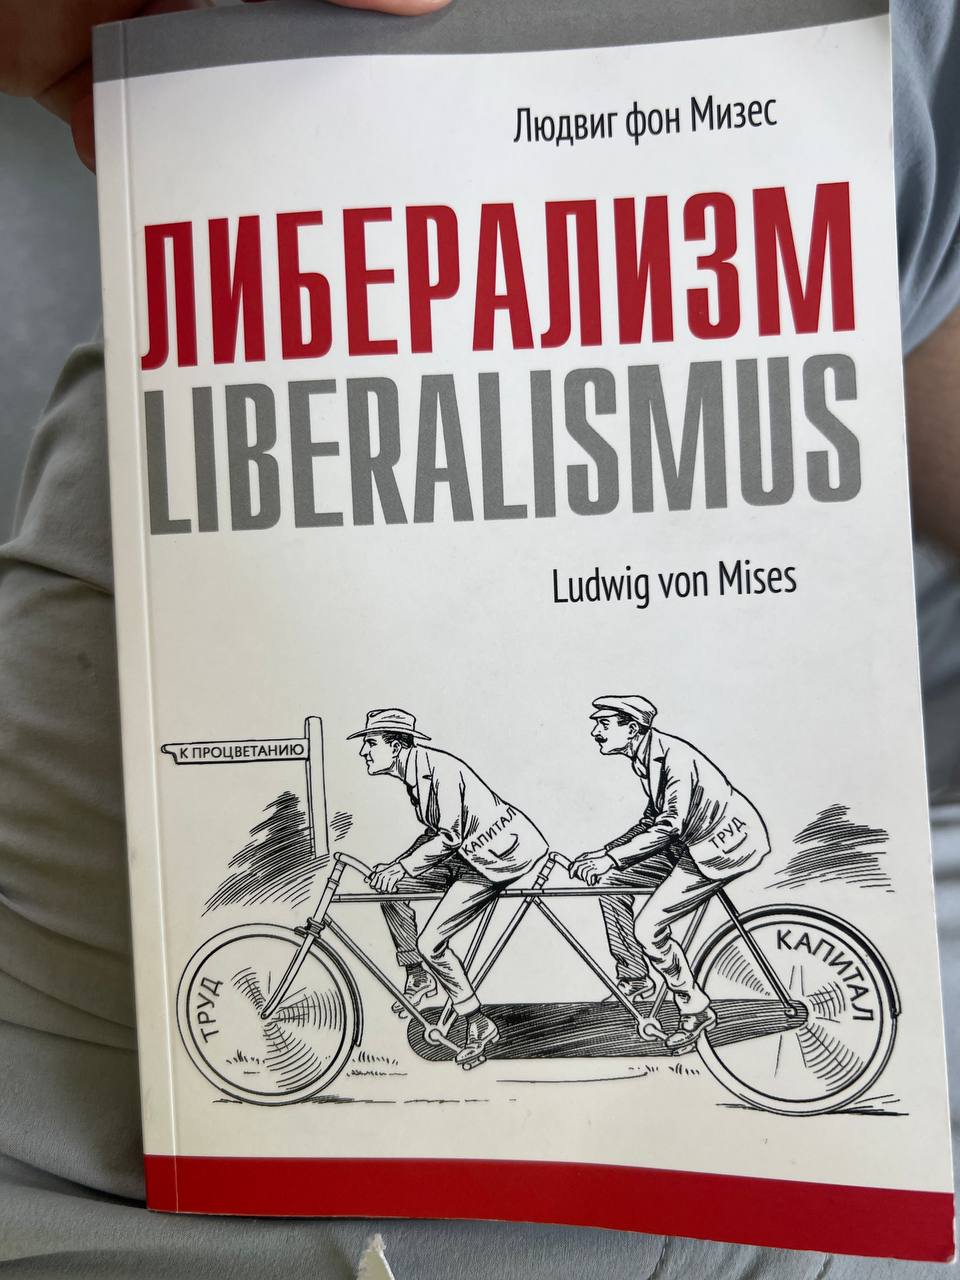 Людвиг фон Мизес
ЛИБЕРАЛИЗМ
LIBERALISMUS
Ludwig von Mises
К ПРОЦВЕТАНИЮ
КАПИТАЛ
ТРУД
ТРУД
КАПИТАЛ